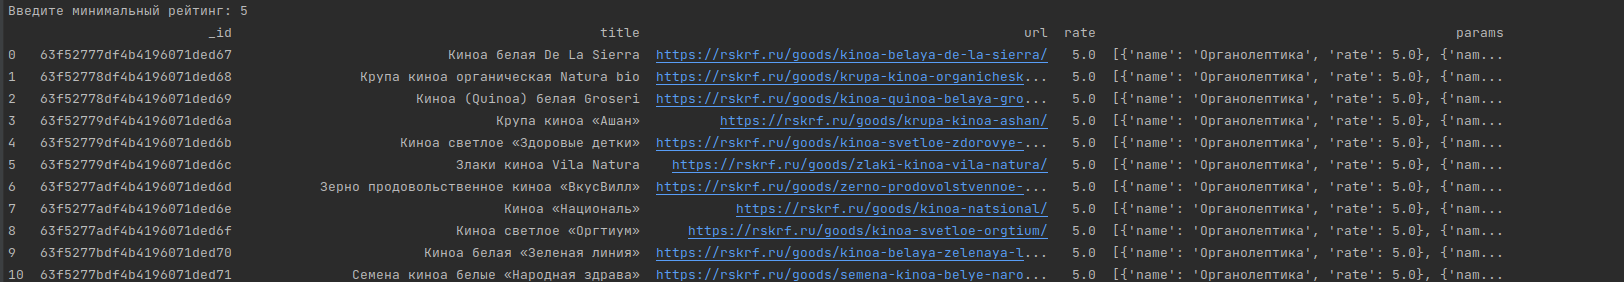 Введите минимальный рейтинг: 5
_id title url rate params
0 63f52777df4b4196071ded67 Киноа белая De La Sierra https://rskrf.ru/goods/kinoa-belaya-de-la-sierra/ 5.0 [{'name': 'Органолептика', 'rate': 5.0}, {'nam...
1 63f52778df4b4196071ded68 Крупа киноа органическая Natura bio https://rskrf.ru/goods/krupa-kinoa-organichesk... 5.0 [{'name': 'Органолептика', 'rate': 5.0}, {'nam...
2 63f52778df4b4196071ded69 Киноа (Quinoa) белая Groseri https://rskrf.ru/goods/kinoa-quinoa-belaya-gro... 5.0 [{'name': 'Органолептика', 'rate': 5.0}, {'nam...
3 63f52779df4b4196071ded6a Крупа киноа «Ашан» https://rskrf.ru/goods/krupa-kinoa-ashan/ 5.0 [{'name': 'Органолептика', 'rate': 5.0}, {'nam...
4 63f52779df4b4196071ded6b Киноа светлое «Здоровые детки» https://rskrf.ru/goods/kinoa-svetloe-zdorovye-... 5.0 [{'name': 'Органолептика', 'rate': 5.0}, {'nam...
5 63f52779df4b4196071ded6c Злаки киноа Vila Natura https://rskrf.ru/goods/zlaki-kinoa-vila-natura/ 5.0 [{'name': 'Органолептика', 'rate': 5.0}, {'nam...
6 63f5277adf4b4196071ded6d Зерно продовольственное киноа «ВкусВилл» https://rskrf.ru/goods/zerno-prodovolstvennoe-... 5.0 [{'name': 'Органолептика', 'rate': 5.0}, {'nam...
7 63f5277adf4b4196071ded6e Киноа «Националь» https://rskrf.ru/goods/kinoa-natsional/ 5.0 [{'name': 'Органолептика', 'rate': 5.0}, {'nam...
8 63f5277adf4b4196071ded6f Киноа светлое «Оргтиум» https://rskrf.ru/goods/kinoa-svetloe-orgtium/ 5.0 [{'name': 'Органолептика', 'rate': 5.0}, {'nam...
9 63f5277bdf4b4196071ded70 Киноа белая «Зеленая линия» https://rskrf.ru/goods/kinoa-belaya-zelenaya-l... 5.0 [{'name': 'Органолептика', 'rate': 5.0}, {'nam...
10 63f5277bdf4b4196071ded71 Семена киноа белые «Народная здрава» https://rskrf.ru/goods/semena-kinoa-belye-naro... 5.0 [{'name': 'Органолептика', 'rate': 5.0}, {'nam...